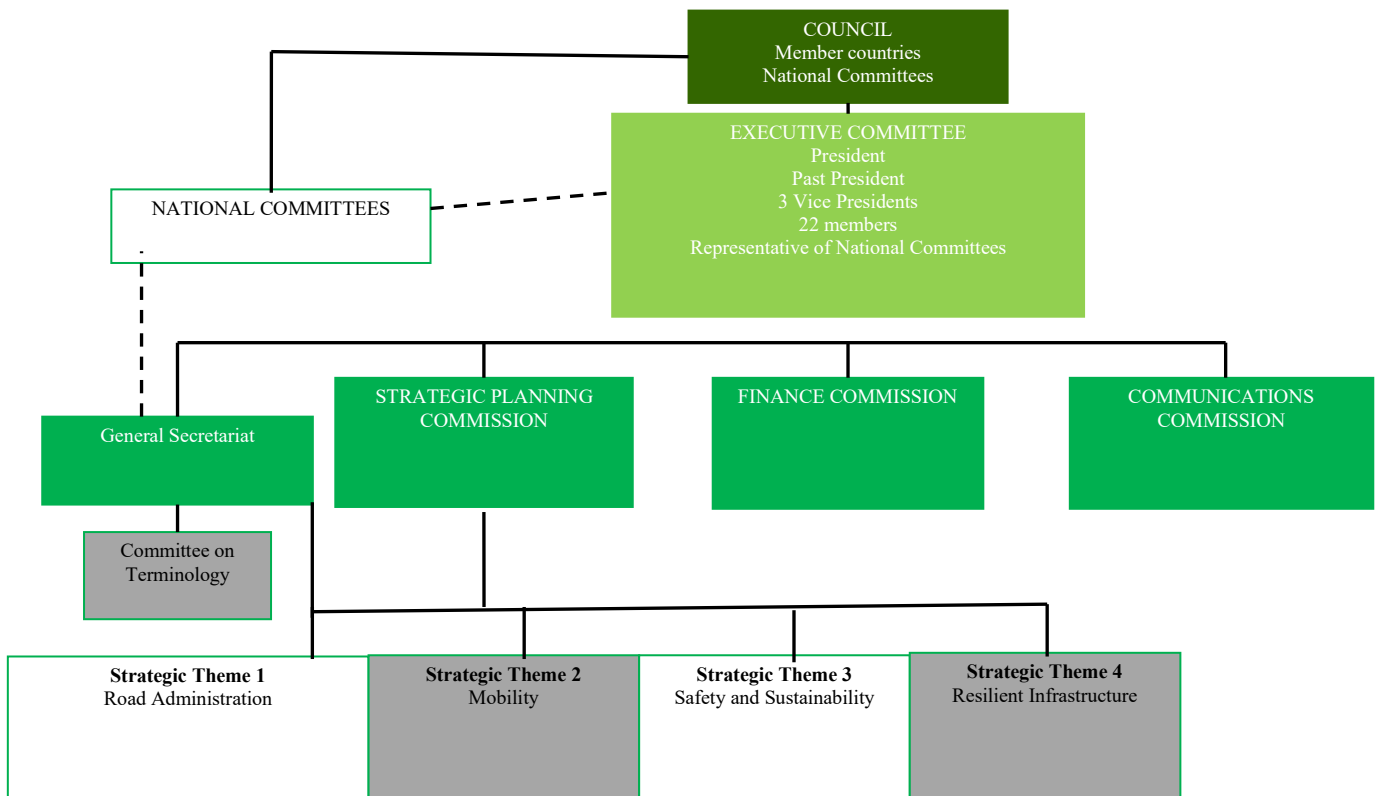 COUNCIL
Member countries
National Committees
EXECUTIVE COMMITTEE
President
Past President
3 Vice Presidents
22 members
Representative of National Committees
NATIONAL COMMITTEES
General Secretariat
STRATEGIC PLANNING
COMMISSION
FINANCE COMMISSION
COMMUNICATIONS
COMMISSION
Committee on
Terminology
Strategic Theme 1
Road Administration
Strategic Theme 2
Mobility
Strategic Theme 3
Safety and Sustainability
Strategic Theme 4
Resilient Infrastructure